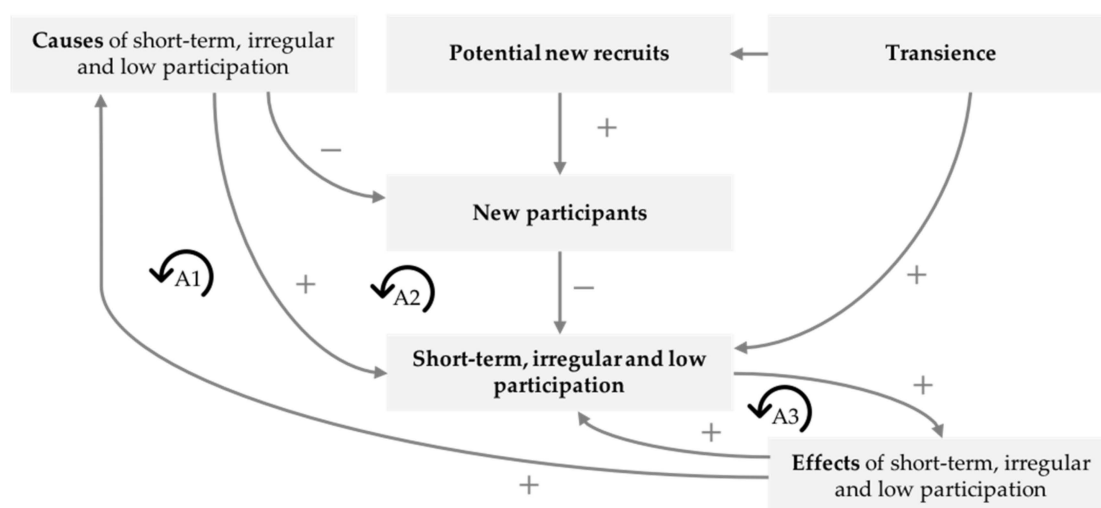 Causes of short-term, irregular
and low participation
Potential new recruits
Transience
+
−
New participants
A1
+
A2
−
+
Short-term, irregular and low
participation
+
A3
+
Effects of short-term, irregular
and low participation
+